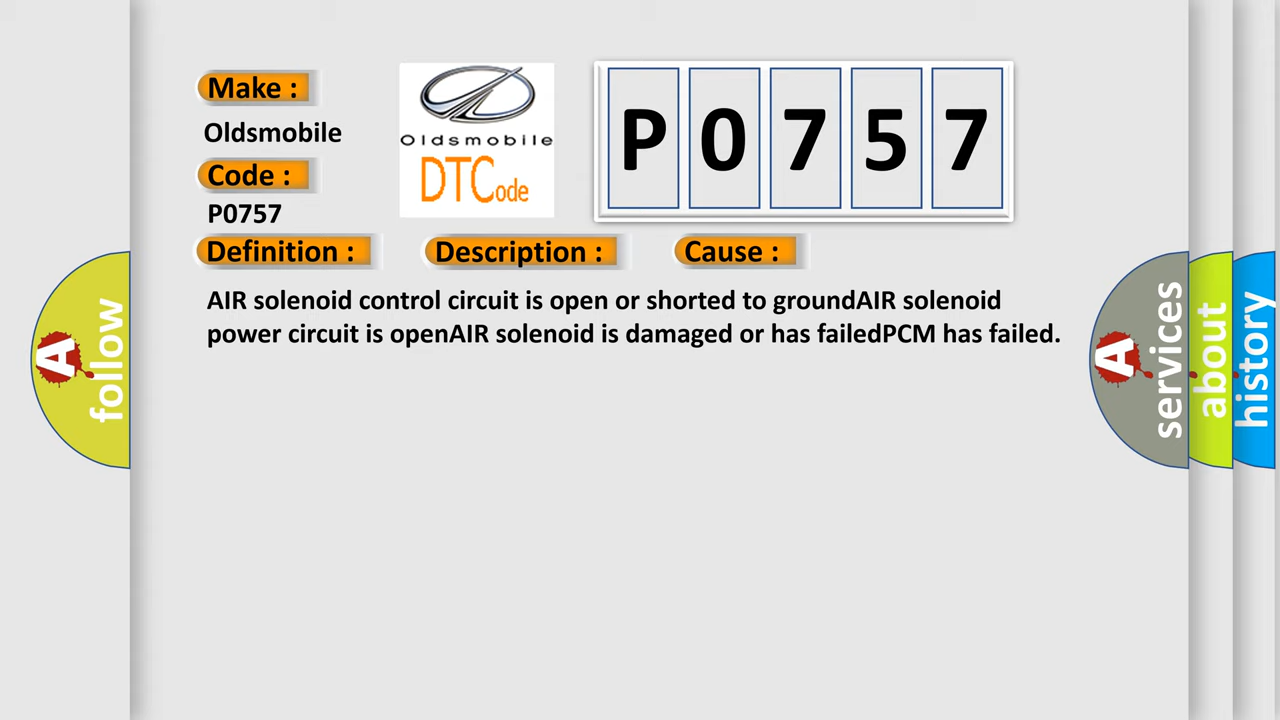 Make :
Oldsmobile
Code :
P0757
Oldsmobile
DTCode
P0757
Definition :
Description :
Cause :
AIR solenoid control circuit is open or shorted to groundAIR solenoid
power circuit is openAIR solenoid is damaged or has failedPCM has failed.
A follow
A services
about
history